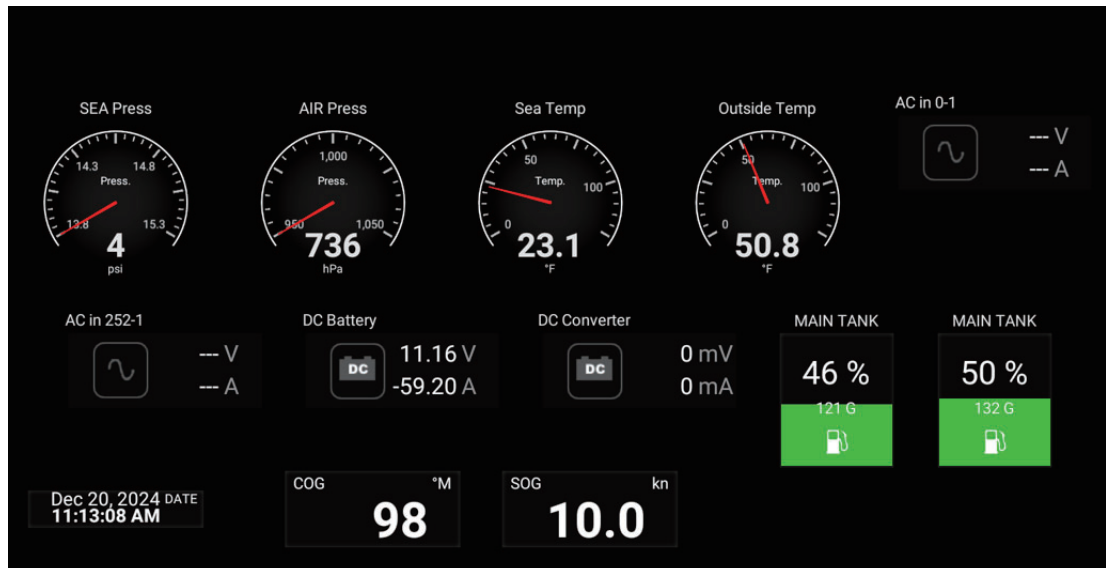 SEA Press
14.3 14.8
Press.
13.8 15.3
4
psi
AIR Press
1,000
Press.
950 1,050
736
hPa
Sea Temp
50
Temp. 100
0
23.1
°F
Outside Temp
50
Temp. 100
0
50.8
°F
AC in 0-1
--- V
--- A
AC in 252-1
--- V
--- A
DC Battery
DC
11.16 V
-59.20 A
DC Converter
DC
0 mV
0 mA
MAIN TANK
46 %
121 G
MAIN TANK
50 %
132 G
Dec 20, 2024 DATE
11:13:08 AM
COG °M
98
SOG kn
10.0